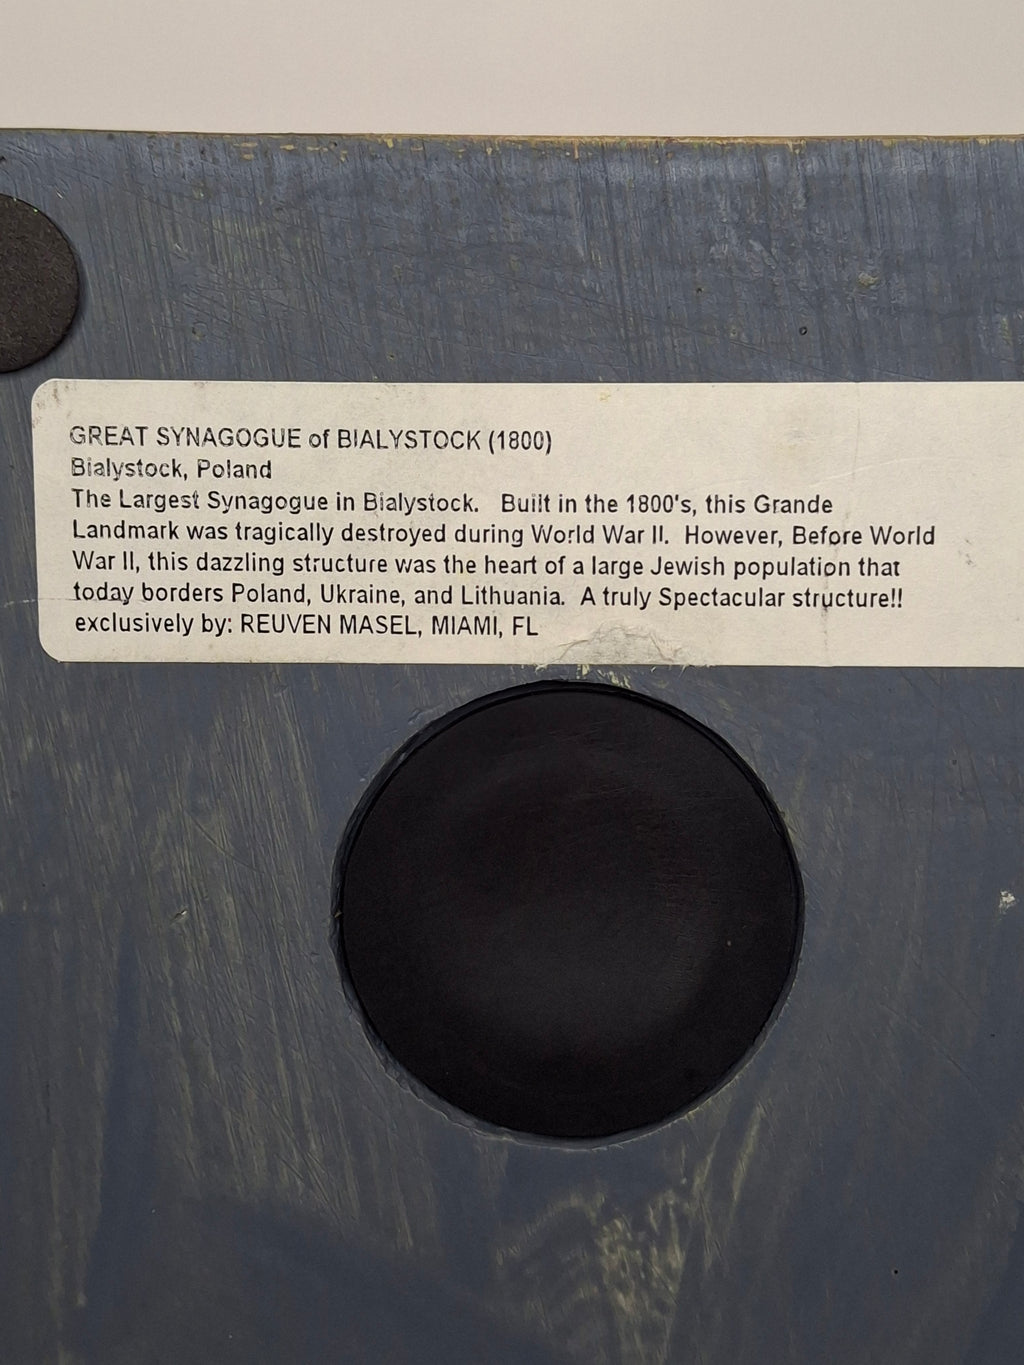 GREAT SYNAGOGUE of BIALYSTOCK (1800)
Bialystock, Poland
The Largest Synagogue in Bialystock.   Built in the 1800's, this Grande
Landmark was tragically destroyed during World War II.  However, Before World
War II, this dazzling structure was the heart of a large Jewish population that
today borders Poland, Ukraine, and Lithuania.  A truly Spectacular structure!!
exclusively by: REUVEN MASEL, MIAMI, FL